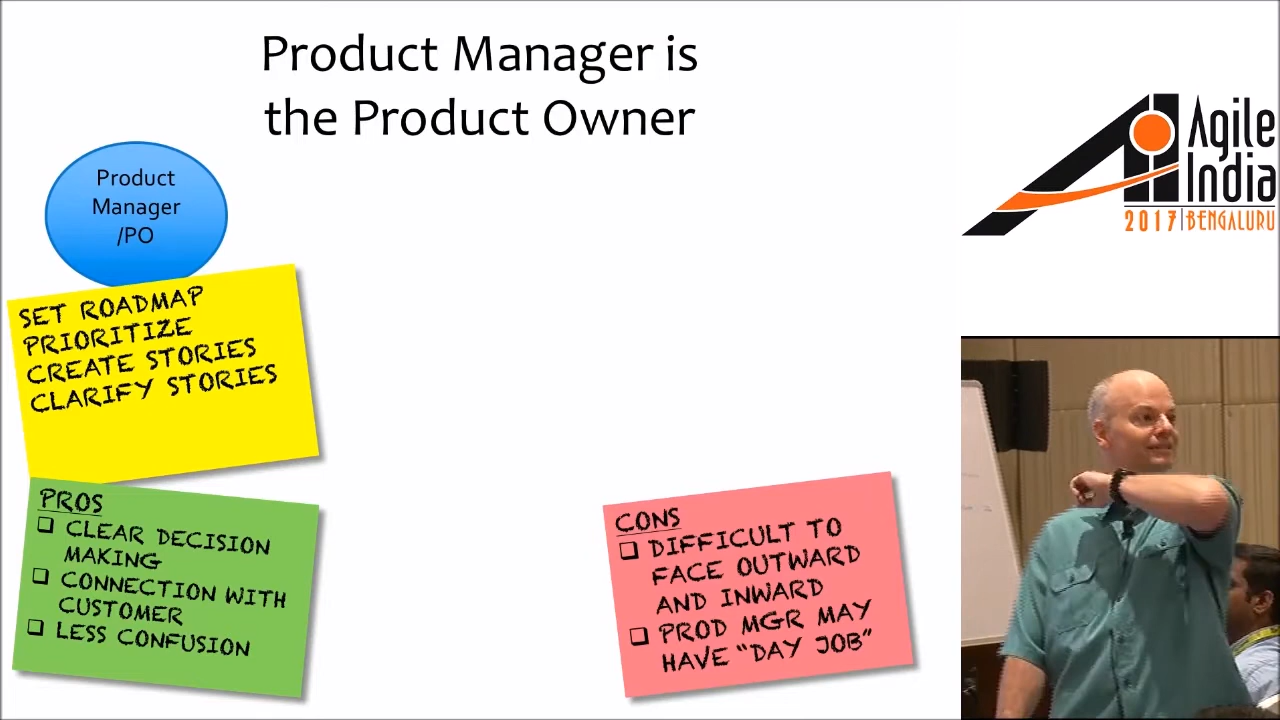 Product Manager is
the Product Owner
Product
Manager
/PO
SET ROADMAP
PRIORITIZE
CREATE STORIES
CLARIFY STORIES
PROS
❑ CLEAR DECISION
MAKING
❑ CONNECTION WITH
CUSTOMER
❑ LESS CONFUSION
CONS
❑ DIFFICULT TO
FACE OUTWARD
AND INWARD
❑ PROD MGR MAY
HAVE “DAY JOB”
Agile
India
2017 | BENGALURU